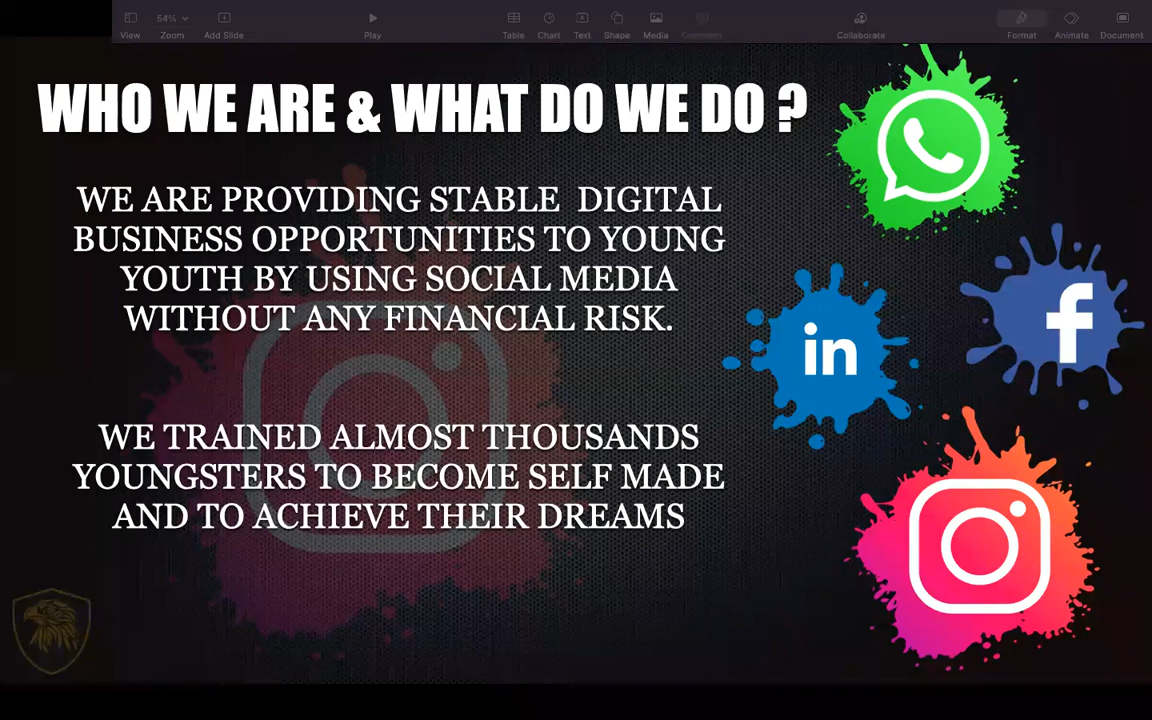 54%
View
Zoom
Add Slide
Play
Table
Chart
Text
Shape
Media
Comment
Collaborate
Format
Animate
Document
WHO WE ARE & WHAT DO WE DO ?
WE ARE PROVIDING STABLE DIGITAL
BUSINESS OPPORTUNITIES TO YOUNG
YOUTH BY USING SOCIAL MEDIA
WITHOUT ANY FINANCIAL RISK.
in
f
WE TRAINED ALMOST THOUSANDS
YOUNGSTERS TO BECOME SELF MADE
AND TO ACHIEVE THEIR DREAMS